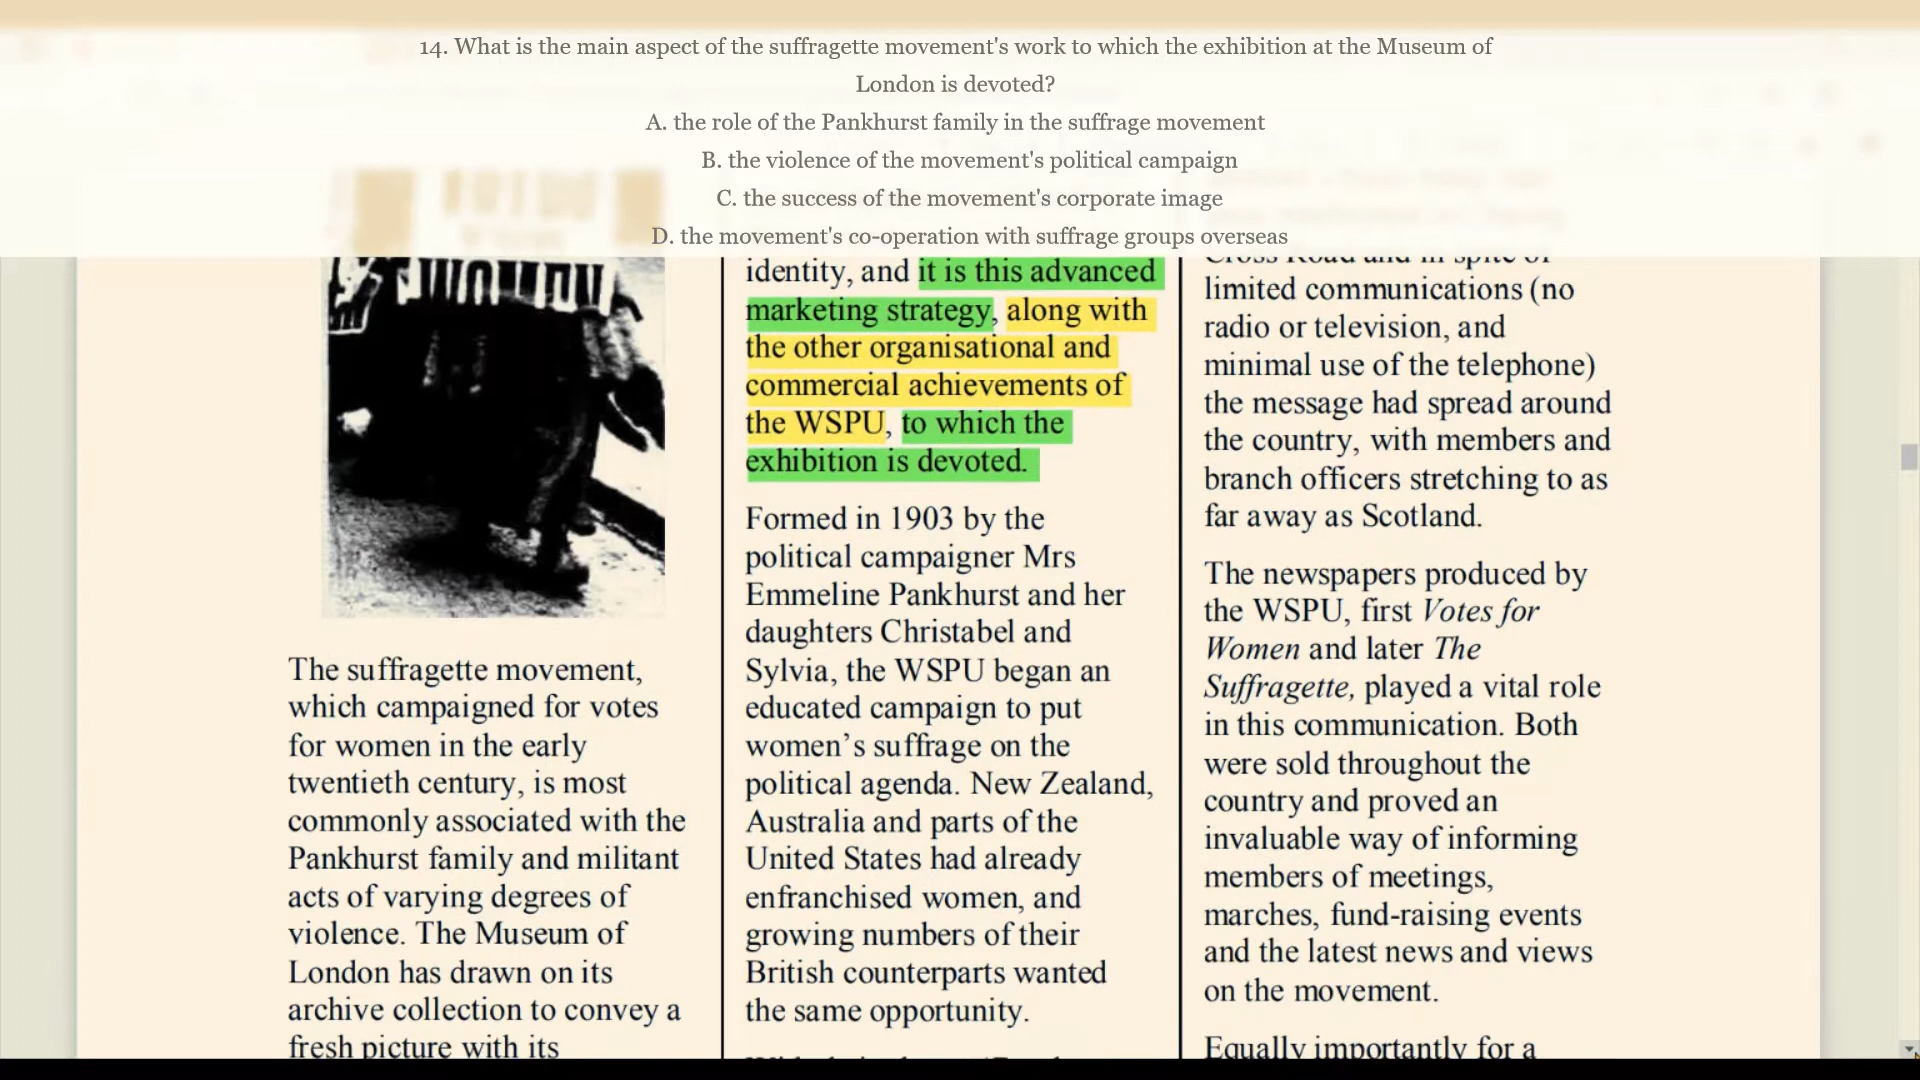 14. What is the main aspect of the suffragette movement's work to which the exhibition at the Museum of
London is devoted?
A. the role of the Pankhurst family in the suffrage movement
B. the violence of the movement's political campaign
C. the success of the movement's corporate image
D. the movement's co-operation with suffrage groups overseas
The suffragette movement,
which campaigned for votes
for women in the early
twentieth century, is most
commonly associated with the
Pankhurst family and militant
acts of varying degrees of
violence. The Museum of
London has drawn on its
archive collection to convey a
fresh picture with its
identity, and it is this advanced
marketing strategy, along with
the other organisational and
commercial achievements of
the WSPU, to which the
exhibition is devoted.
Formed in 1903 by the
political campaigner Mrs
Emmeline Pankhurst and her
daughters Christabel and
Sylvia, the WSPU began an
educated campaign to put
women’s suffrage on the
political agenda. New Zealand,
Australia and parts of the
United States had already
enfranchised women, and
growing numbers of their
British counterparts wanted
the same opportunity.
Cross Road and in spite of
limited communications (no
radio or television, and
minimal use of the telephone)
the message had spread around
the country, with members and
branch officers stretching to as
far away as Scotland.
The newspapers produced by
the WSPU, first Votes for
Women and later The
Suffragette, played a vital role
in this communication. Both
were sold throughout the
country and proved an
invaluable way of informing
members of meetings,
marches, fund-raising events
and the latest news and views
on the movement.
Equally importantly for a